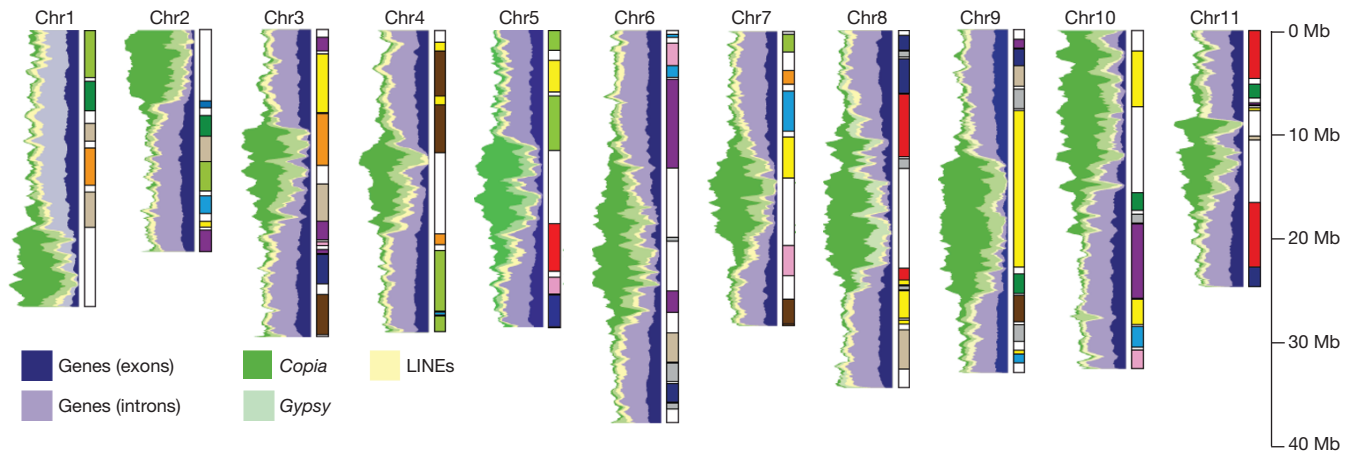 Chr1 Chr2 Chr3 Chr4 Chr5 Chr6 Chr7 Chr8 Chr9 Chr10 Chr11
0 Mb
10 Mb
20 Mb
30 Mb
40 Mb
Genes (exons) Copia LINEs
Genes (introns) Gypsy